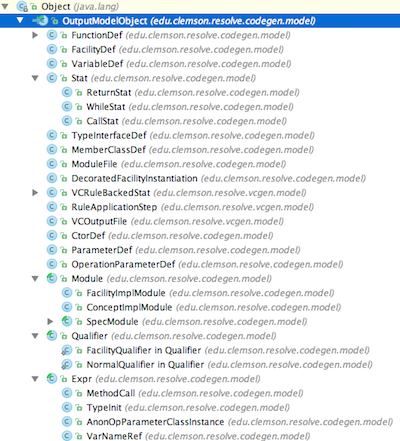 Object (java.lang)
OutputModelObject (edu.clemson.resolve.codegen.model)
FunctionDef (edu.clemson.resolve.codegen.model)
FacilityDef (edu.clemson.resolve.codegen.model)
VariableDef (edu.clemson.resolve.codegen.model)
Stat (edu.clemson.resolve.codegen.model)
ReturnStat (edu.clemson.resolve.codegen.model)
WhileStat (edu.clemson.resolve.codegen.model)
CallStat (edu.clemson.resolve.codegen.model)
TypeInterfaceDef (edu.clemson.resolve.codegen.model)
MemberClassDef (edu.clemson.resolve.codegen.model)
ModuleFile (edu.clemson.resolve.codegen.model)
DecoratedFacilityInstantiation (edu.clemson.resolve.codegen.model)
VCRuleBackedStat (edu.clemson.resolve.vcgen.model)
RuleApplicationStep (edu.clemson.resolve.vcgen.model)
VCOutputFile (edu.clemson.resolve.vcgen.model)
CtorDef (edu.clemson.resolve.codegen.model)
ParameterDef (edu.clemson.resolve.codegen.model)
OperationParameterDef (edu.clemson.resolve.codegen.model)
Module (edu.clemson.resolve.codegen.model)
FacilityImplModule (edu.clemson.resolve.codegen.model)
ConceptImplModule (edu.clemson.resolve.codegen.model)
SpecModule (edu.clemson.resolve.codegen.model)
Qualifier (edu.clemson.resolve.codegen.model)
FacilityQualifier in Qualifier (edu.clemson.resolve.codegen.model)
NormalQualifier in Qualifier (edu.clemson.resolve.codegen.model)
Expr (edu.clemson.resolve.codegen.model)
MethodCall (edu.clemson.resolve.codegen.model)
TypeInit (edu.clemson.resolve.codegen.model)
AnonOpParameterClassInstance (edu.clemson.resolve.codegen.model)
VarNameRef (edu.clemson.resolve.codegen.model)